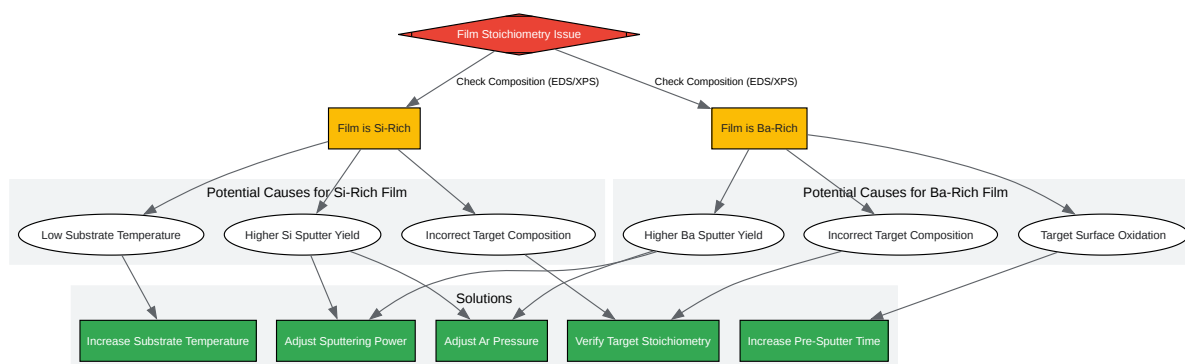 Film Stoichiometry Issue
Check Composition (EDS/XPS)
Check Composition (EDS/XPS)
Film is Si-Rich
Film is Ba-Rich
Potential Causes for Si-Rich Film
Potential Causes for Ba-Rich Film
Low Substrate Temperature
Higher Si Sputter Yield
Incorrect Target Composition
Higher Ba Sputter Yield
Incorrect Target Composition
Target Surface Oxidation
Solutions
Increase Substrate Temperature
Adjust Sputtering Power
Adjust Ar Pressure
Verify Target Stoichiometry
Increase Pre-Sputter Time